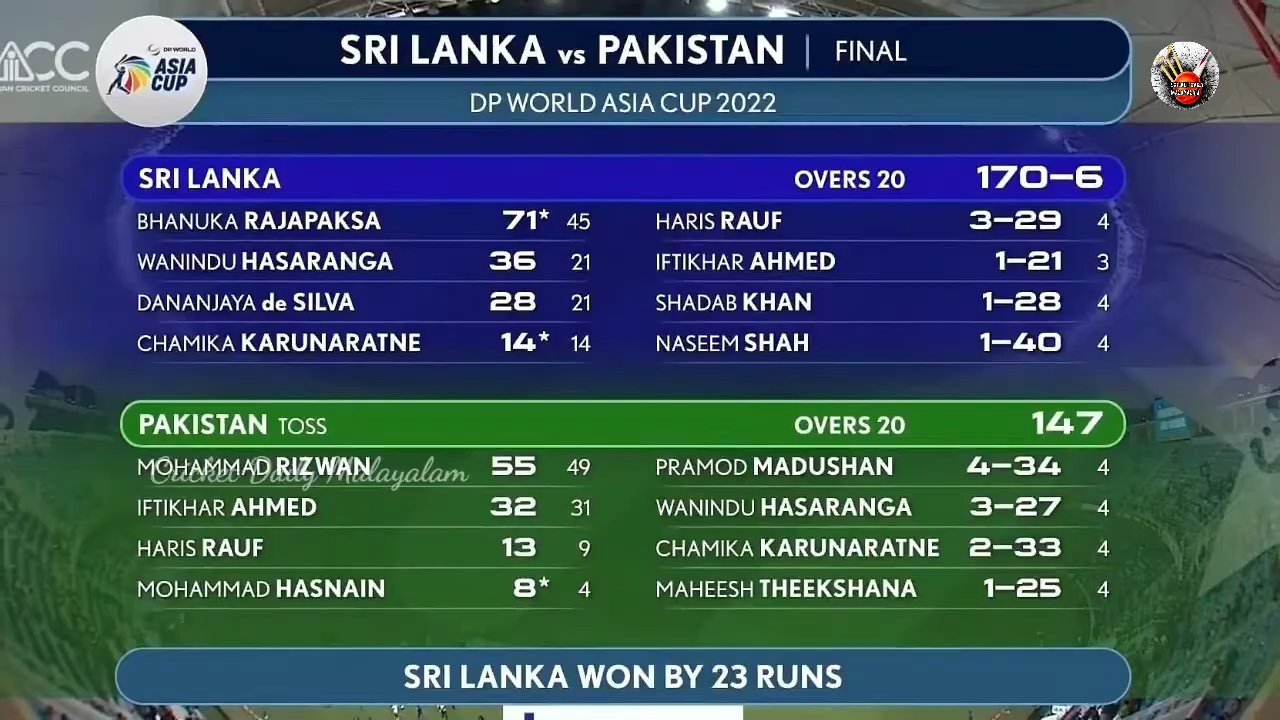 ACC
AN CRICKET COUNCIL
DP WORLD
ASIA
CUP
SRI LANKA vs PAKISTAN | FINAL
DP WORLD ASIA CUP 2022
SRI LANKA OVERS 20 170–6
BHANUKA RAJAPAKSA 71* 45 HARIS RAUF 3–29 4
WANINDU HASARANGA 36 21 IFTIKHAR AHMED 1–21 3
DANANJAYA de SILVA 28 21 SHADAB KHAN 1–28 4
CHAMIKA KARUNARATNE 14* 14 NASEEM SHAH 1–40 4
PAKISTAN TOSS OVERS 20 147
MOHAMMAD RIZWAN 55 49 PRAMOD MADUSHAN 4–34 4
Cricket Daily Malayalam
IFTIKHAR AHMED 32 31 WANINDU HASARANGA 3–27 4
HARIS RAUF 13 9 CHAMIKA KARUNARATNE 2–33 4
MOHAMMAD HASNAIN 8* 4 MAHEESH THEEKSHANA 1–25 4
SRI LANKA WON BY 23 RUNS